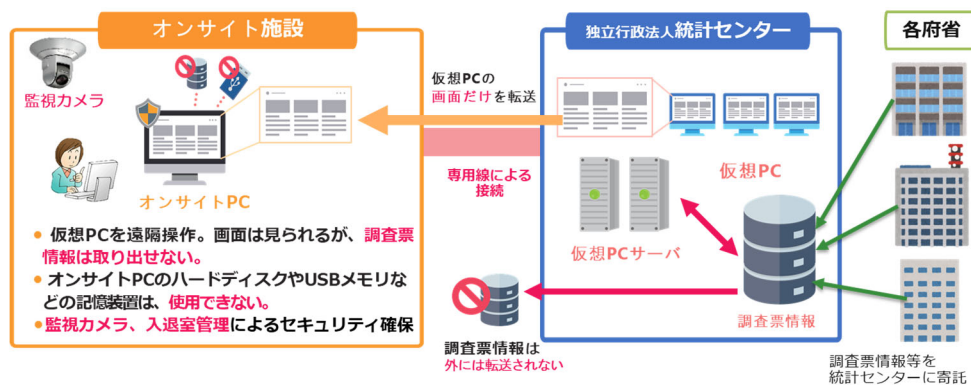 オンサイト施設
監視カメラ
オンサイトPC
仮想PCを遠隔操作。画面は見られるが、調査票
情報は取り出せない。
オンサイトPCのハードディスクやUSBメモリな
どの記憶装置は、使用できない。
監視カメラ、入退室管理によるセキュリティ確保
仮想PCの
画面だけを転送
専用線による
接続
調査票情報は
外には転送されない
独立行政法人統計センター
仮想PC
仮想PCサーバ
調査票情報
各府省
調査票情報等を
統計センターに寄託